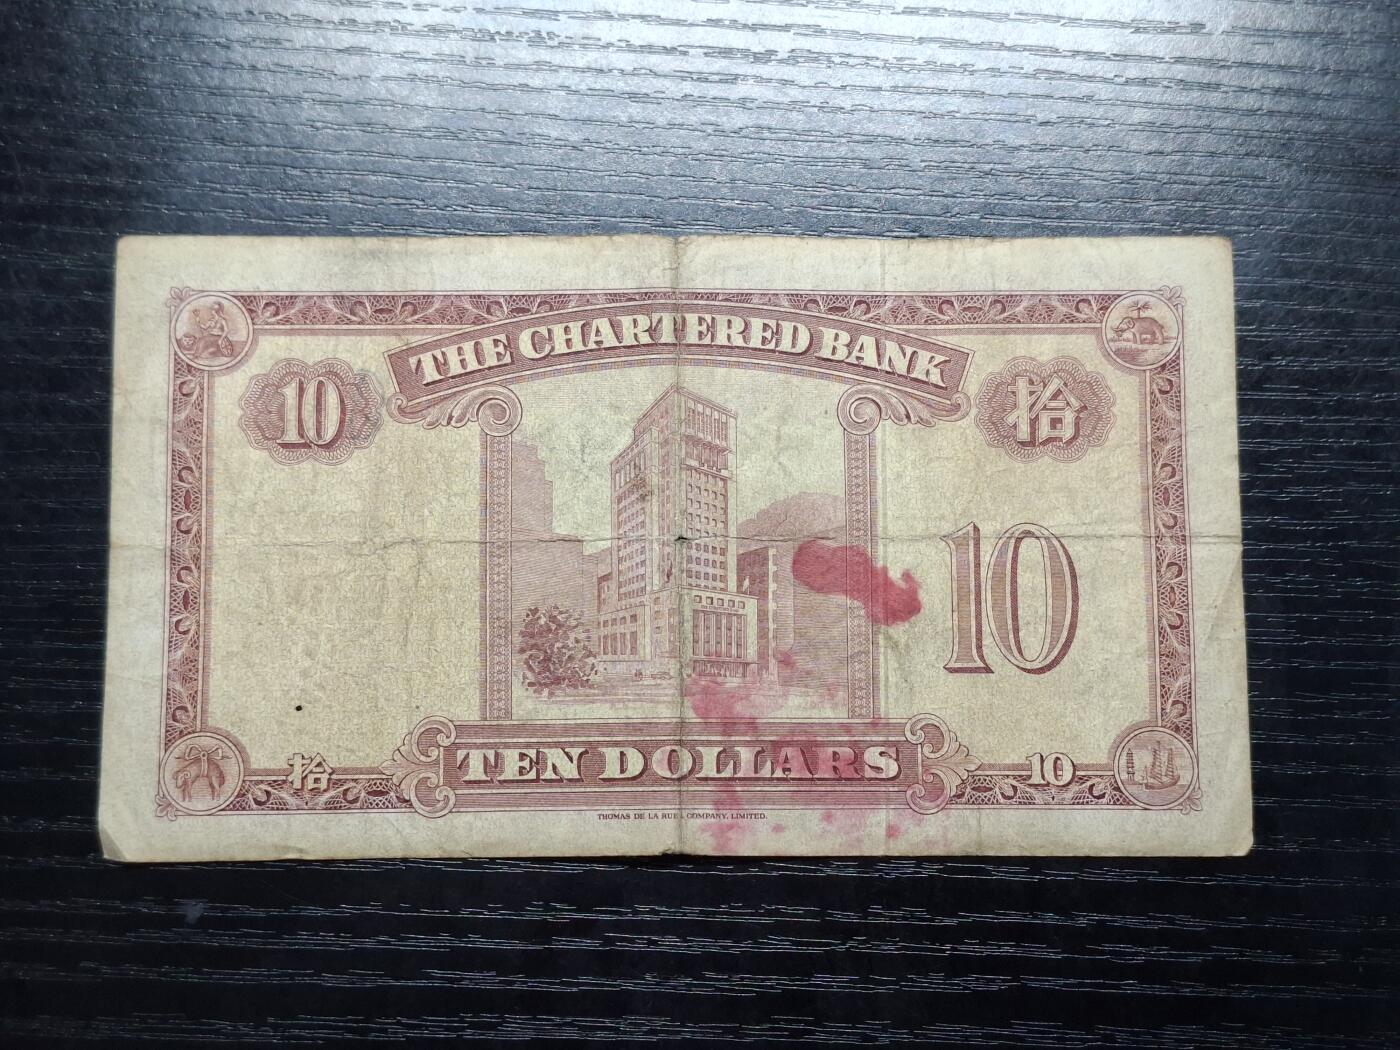 THE CHARTERED BANK
10
拾
10
TEN DOLLARS
拾
10
THOMAS DE LA RUE & COMPANY, LIMITED.